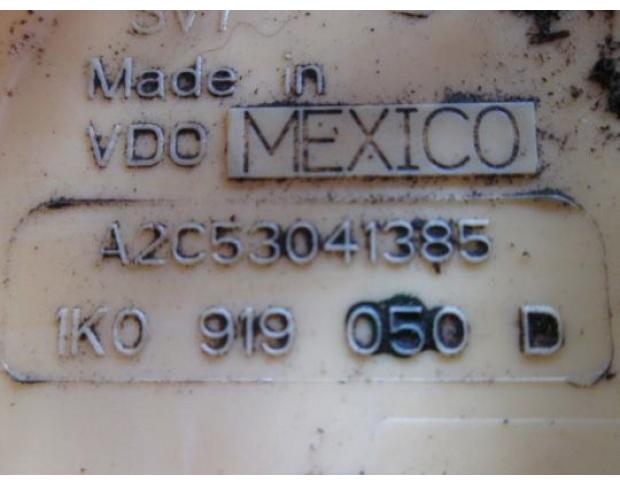 Made in
VDO MEXICO
A2C53041385
1K0 919 050 D